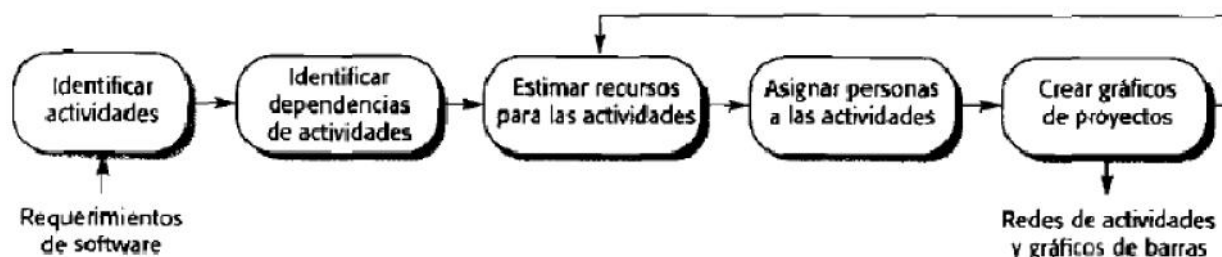 Identificar
actividades
Identificar
dependencias
de actividades
Estimar recursos
para las actividades
Asignar personas
a las actividades
Crear gráficos
de proyectos
Requerimientos
de software
Redes de actividades
y gráficos de barras